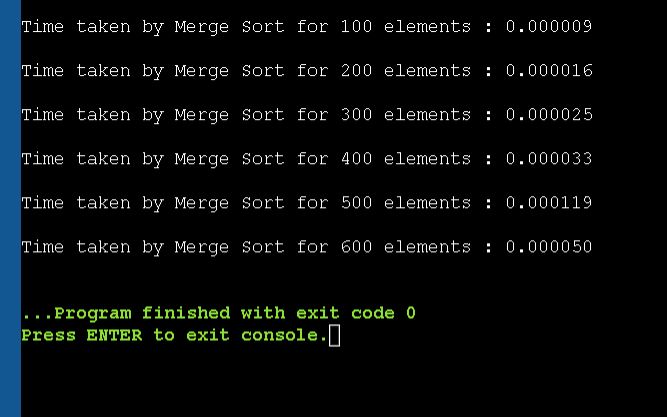 Time taken by Merge Sort for 100 elements : 0.000009
Time taken by Merge Sort for 200 elements : 0.000016
Time taken by Merge Sort for 300 elements : 0.000025
Time taken by Merge Sort for 400 elements : 0.000033
Time taken by Merge Sort for 500 elements : 0.000119
Time taken by Merge Sort for 600 elements : 0.000050
...Program finished with exit code 0
Press ENTER to exit console.